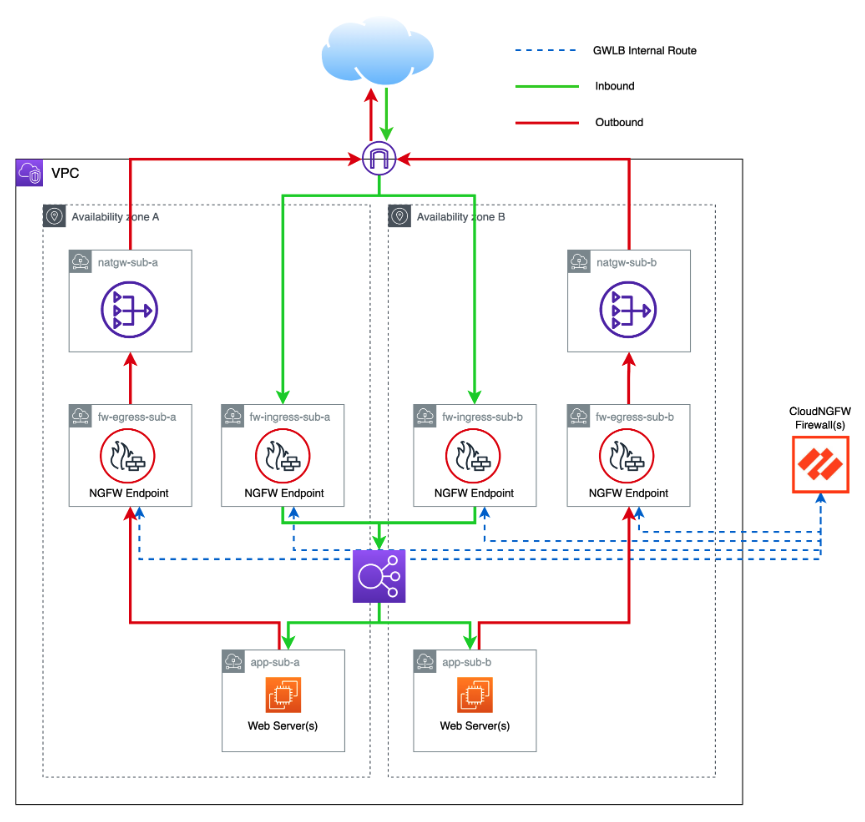 GWLB Internal Route
Inbound
Outbound
VPC
Availability zone A
Availability zone B
natgw-sub-a
natgw-sub-b
fw-egress-sub-a
fw-ingress-sub-a
fw-ingress-sub-b
fw-egress-sub-b
CloudNGFW
Firewall(s)
NGFW Endpoint
NGFW Endpoint
NGFW Endpoint
NGFW Endpoint
app-sub-a
app-sub-b
Web Server(s)
Web Server(s)